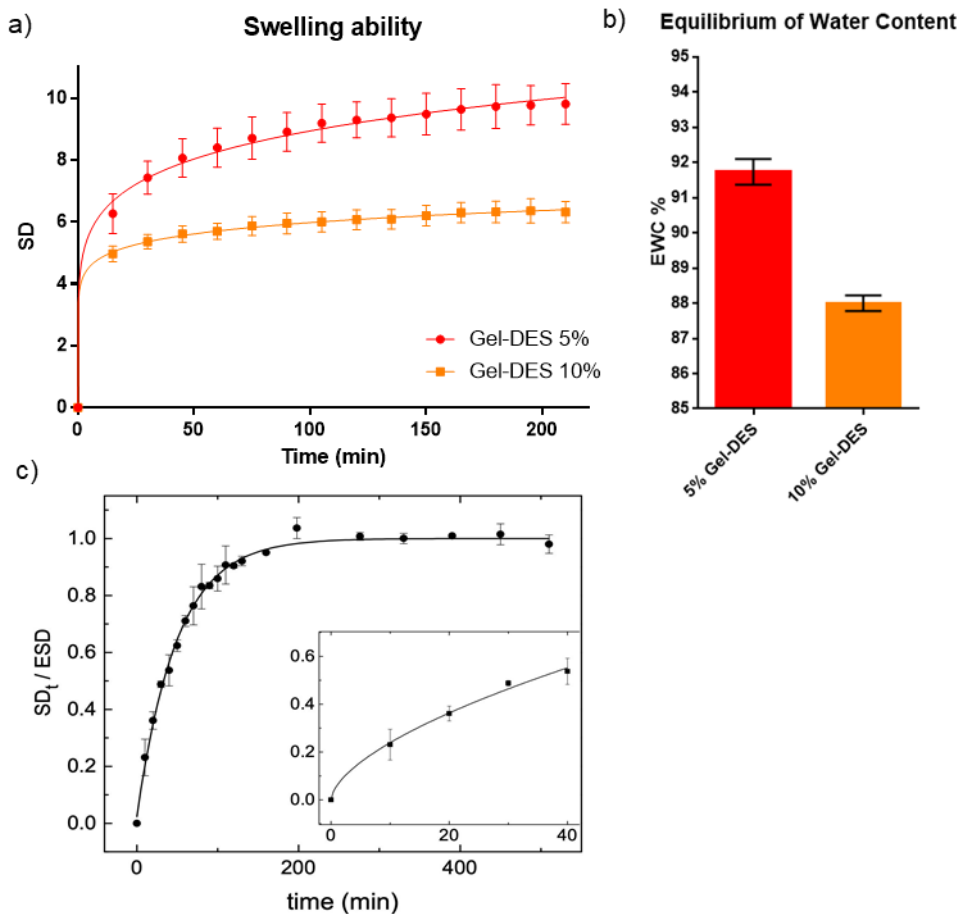 a)
Swelling ability
10
8
6
4
2
0
SD
0 50 100 150 200
Time (min)
Gel-DES 5%
Gel-DES 10%
b)
Equilibrium of Water Content
95
94
93
92
91
90
89
88
87
86
85
EWC %
5% Gel-DES
10% Gel-DES
c)
1.0
0.8
0.6
0.4
0.2
0.0
SDt / ESD
0 200 400
time (min)
0.6
0.4
0.2
0.0
0 20 40